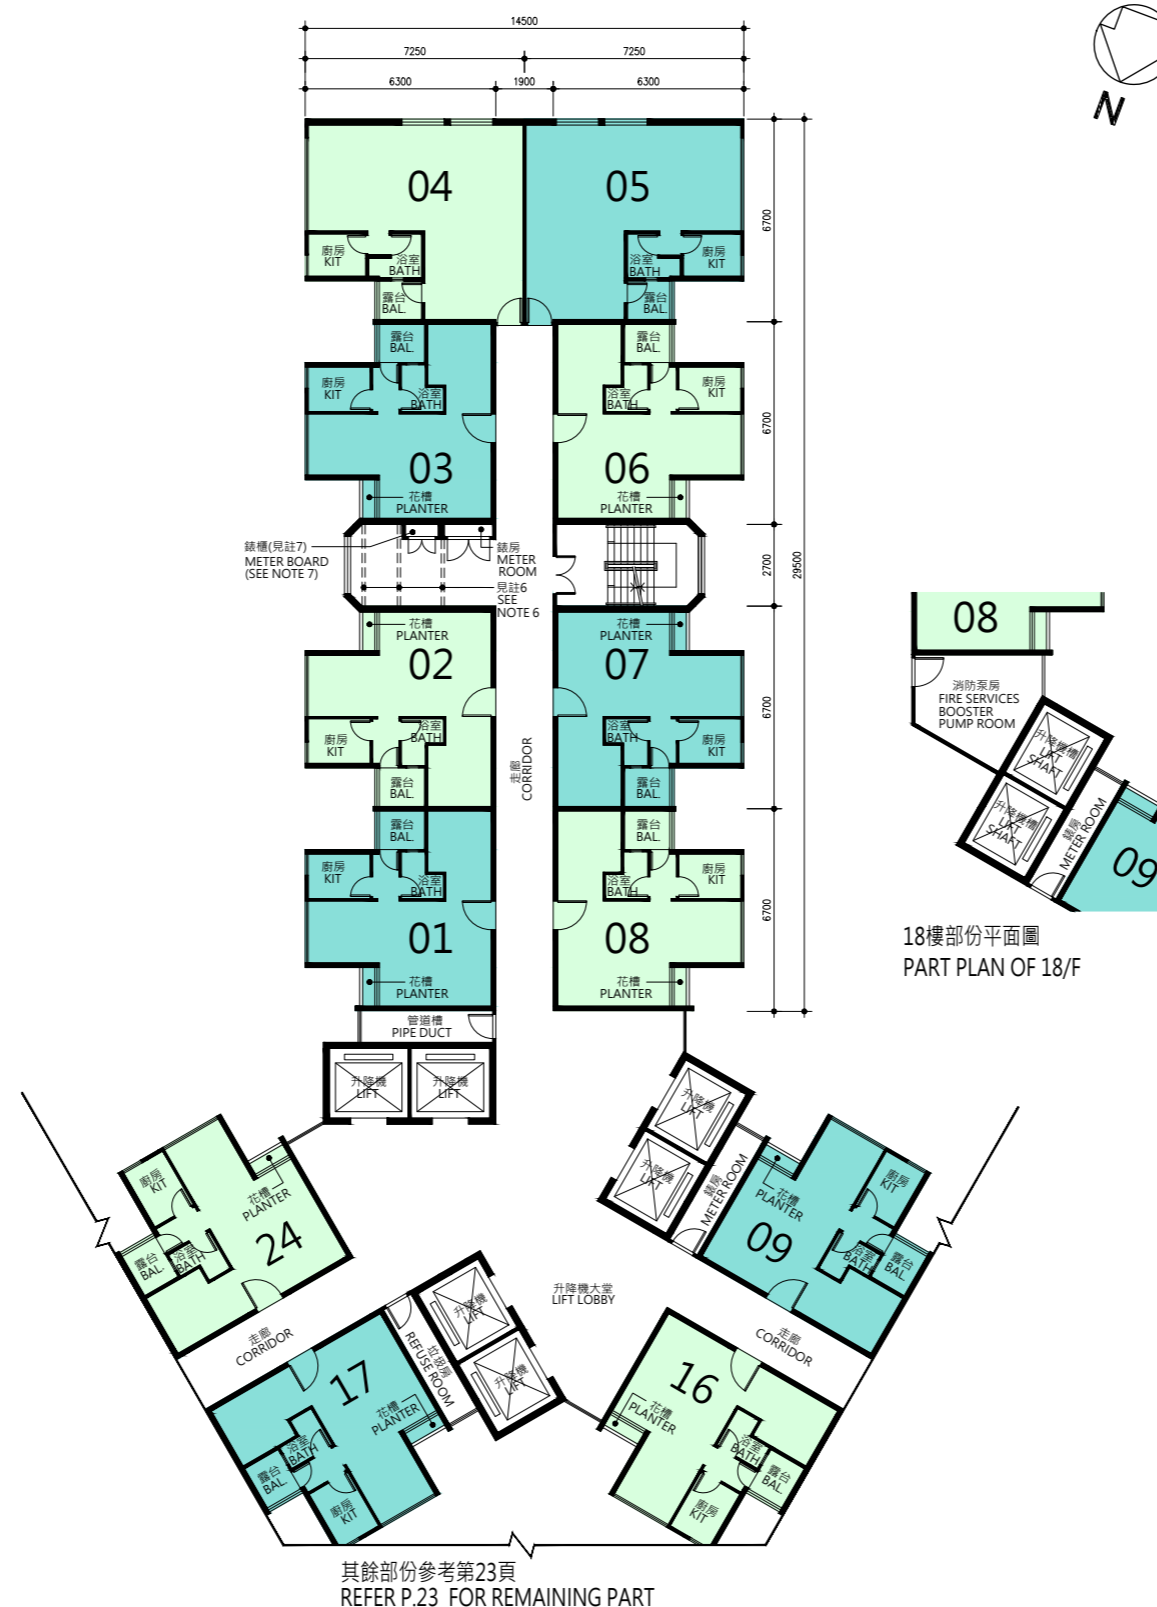 14500
7250
7250
6300
1900
6300
N
04
05
廚房
KIT
浴室
BATH
浴室
BATH
廚房
KIT
6700
露台
BAL.
露台
BAL.
露台
BAL.
露台
BAL.
廚房
KIT
浴室
BATH
浴室
BATH
廚房
KIT
6700
03
06
花槽
PLANTER
花槽
PLANTER
錶櫃(見註7)
METER BOARD
(SEE NOTE 7)
錶房
METER
ROOM
見註6
SEE
NOTE 6
2700
29500
花槽
PLANTER
花槽
PLANTER
02
07
廚房
KIT
浴室
BATH
浴室
BATH
廚房
KIT
6700
露台
BAL.
露台
BAL.
走廊
CORRIDOR
露台
BAL.
露台
BAL.
廚房
KIT
浴室
BATH
浴室
BATH
廚房
KIT
6700
01
08
花槽
PLANTER
花槽
PLANTER
管道槽
PIPE DUCT
升降機
LIFT
升降機
LIFT
升降機
LIFT
升降機
LIFT
08
消防泵房
FIRE SERVICES
BOOSTER
PUMP ROOM
升降機槽
LIFT
SHAFT
升降機槽
LIFT
SHAFT
錶房
METER ROOM
09
18樓部份平面圖
PART PLAN OF 18/F
廚房
KIT
花槽
PLANTER
24
露台
BAL.
浴室
BATH
走廊
CORRIDOR
錶房
METER ROOM
花槽
PLANTER
廚房
KIT
09
浴室
BATH
露台
BAL.
走廊
CORRIDOR
升降機大堂
LIFT LOBBY
升降機
LIFT
升降機
LIFT
垃圾房
REFUSE ROOM
17
花槽
PLANTER
浴室
BATH
露台
BAL.
廚房
KIT
16
花槽
PLANTER
浴室
BATH
露台
BAL.
廚房
KIT
其餘部份參考第23頁
REFER P.23 FOR REMAINING PART